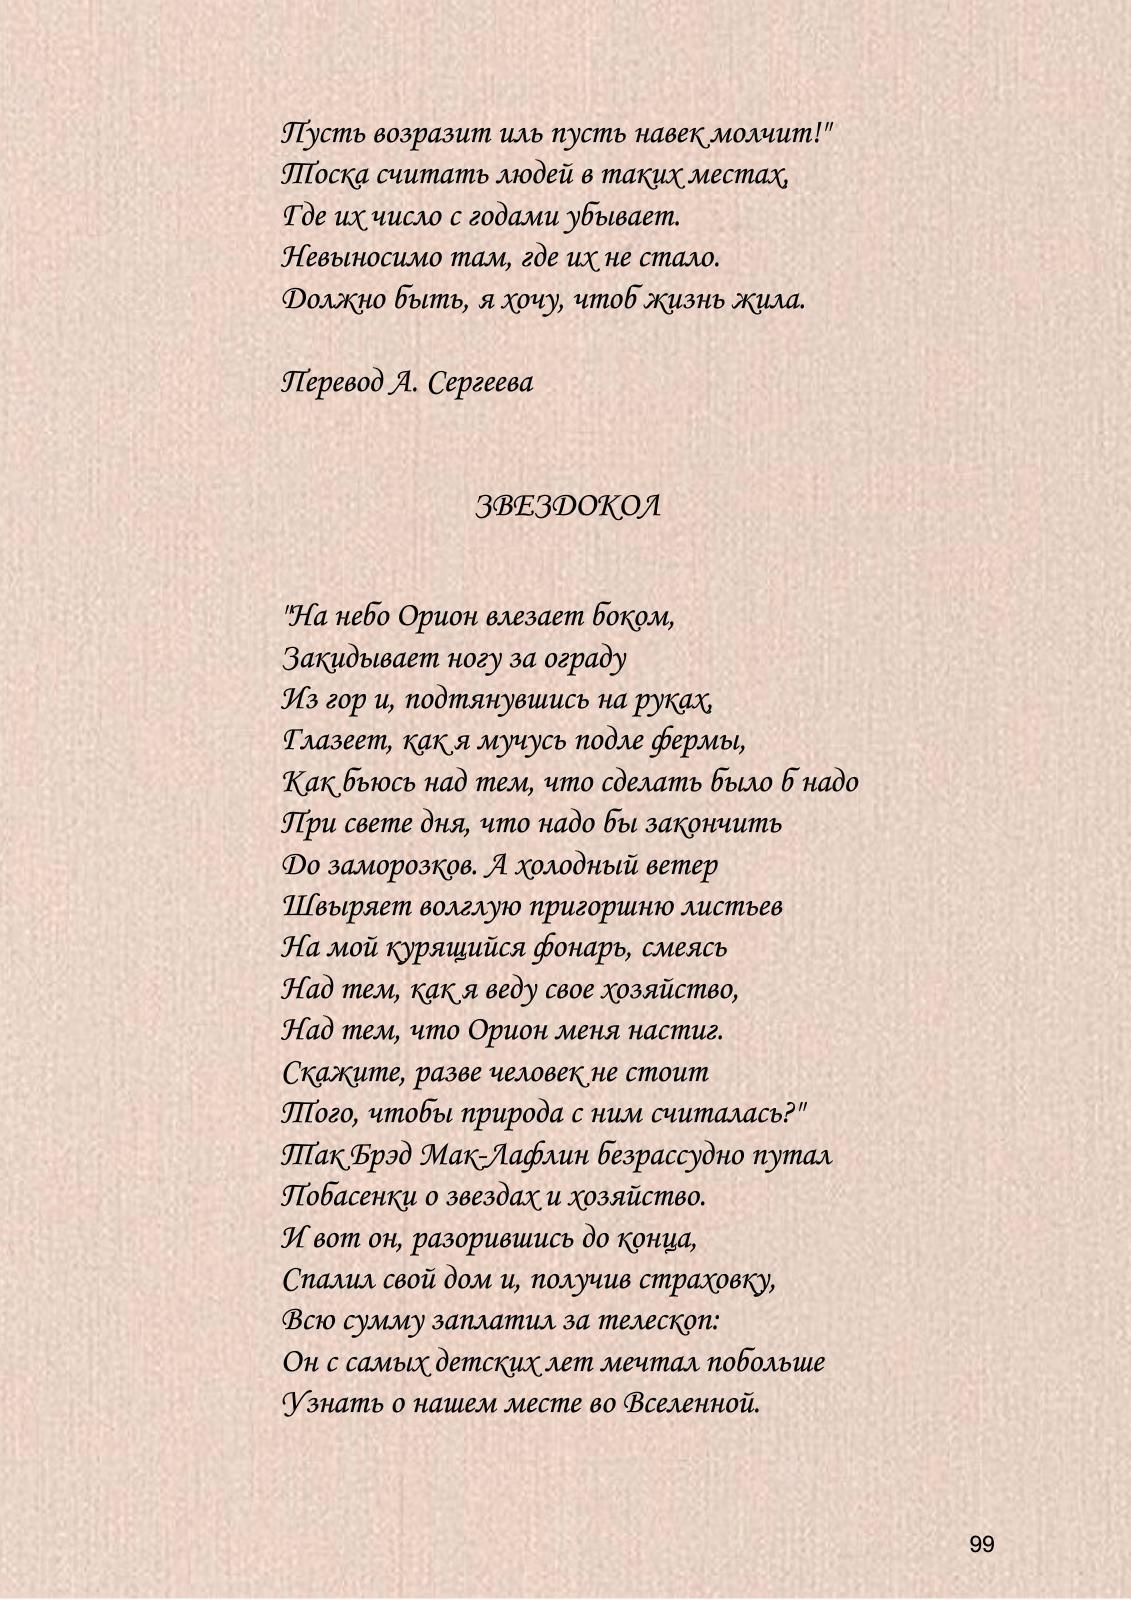 Пусть возразит иль пусть навек молчит!"
Тоска считать людей в таких местах,
Где их число с годами убывает.
Невыносимо там, где их не стало.
Должно быть, я хочу, чтоб жизнь жила.
Перевод А. Сергеева
ЗВЕЗДОКОЛ
"На небо Орион влезает боком,
Закидывает ногу за ограду
Из гор и, подтянувшись на руках,
Глазеет, как я мучусь подле фермы,
Как бьюсь над тем, что сделать было б надо
При свете дня, что надо бы закончить
До заморозков. А холодный ветер
Швыряет волглую пригоршню листьев
На мой курящийся фонарь, смеясь
Над тем, как я веду свое хозяйство,
Над тем, что Орион меня настиг.
Скажите, разве человек не стоит
Того, чтобы природа с ним считалась?"
Так Брэд Мак-Лафлин безрассудно путал
Побасенки о звездах и хозяйство.
И вот он, разорившись до конца,
Спалил свой дом и, получив страховку,
Всю сумму заплатил за телескоп:
Он с самых детских лет мечтал побольше
Узнать о нашем месте во Вселенной.
99